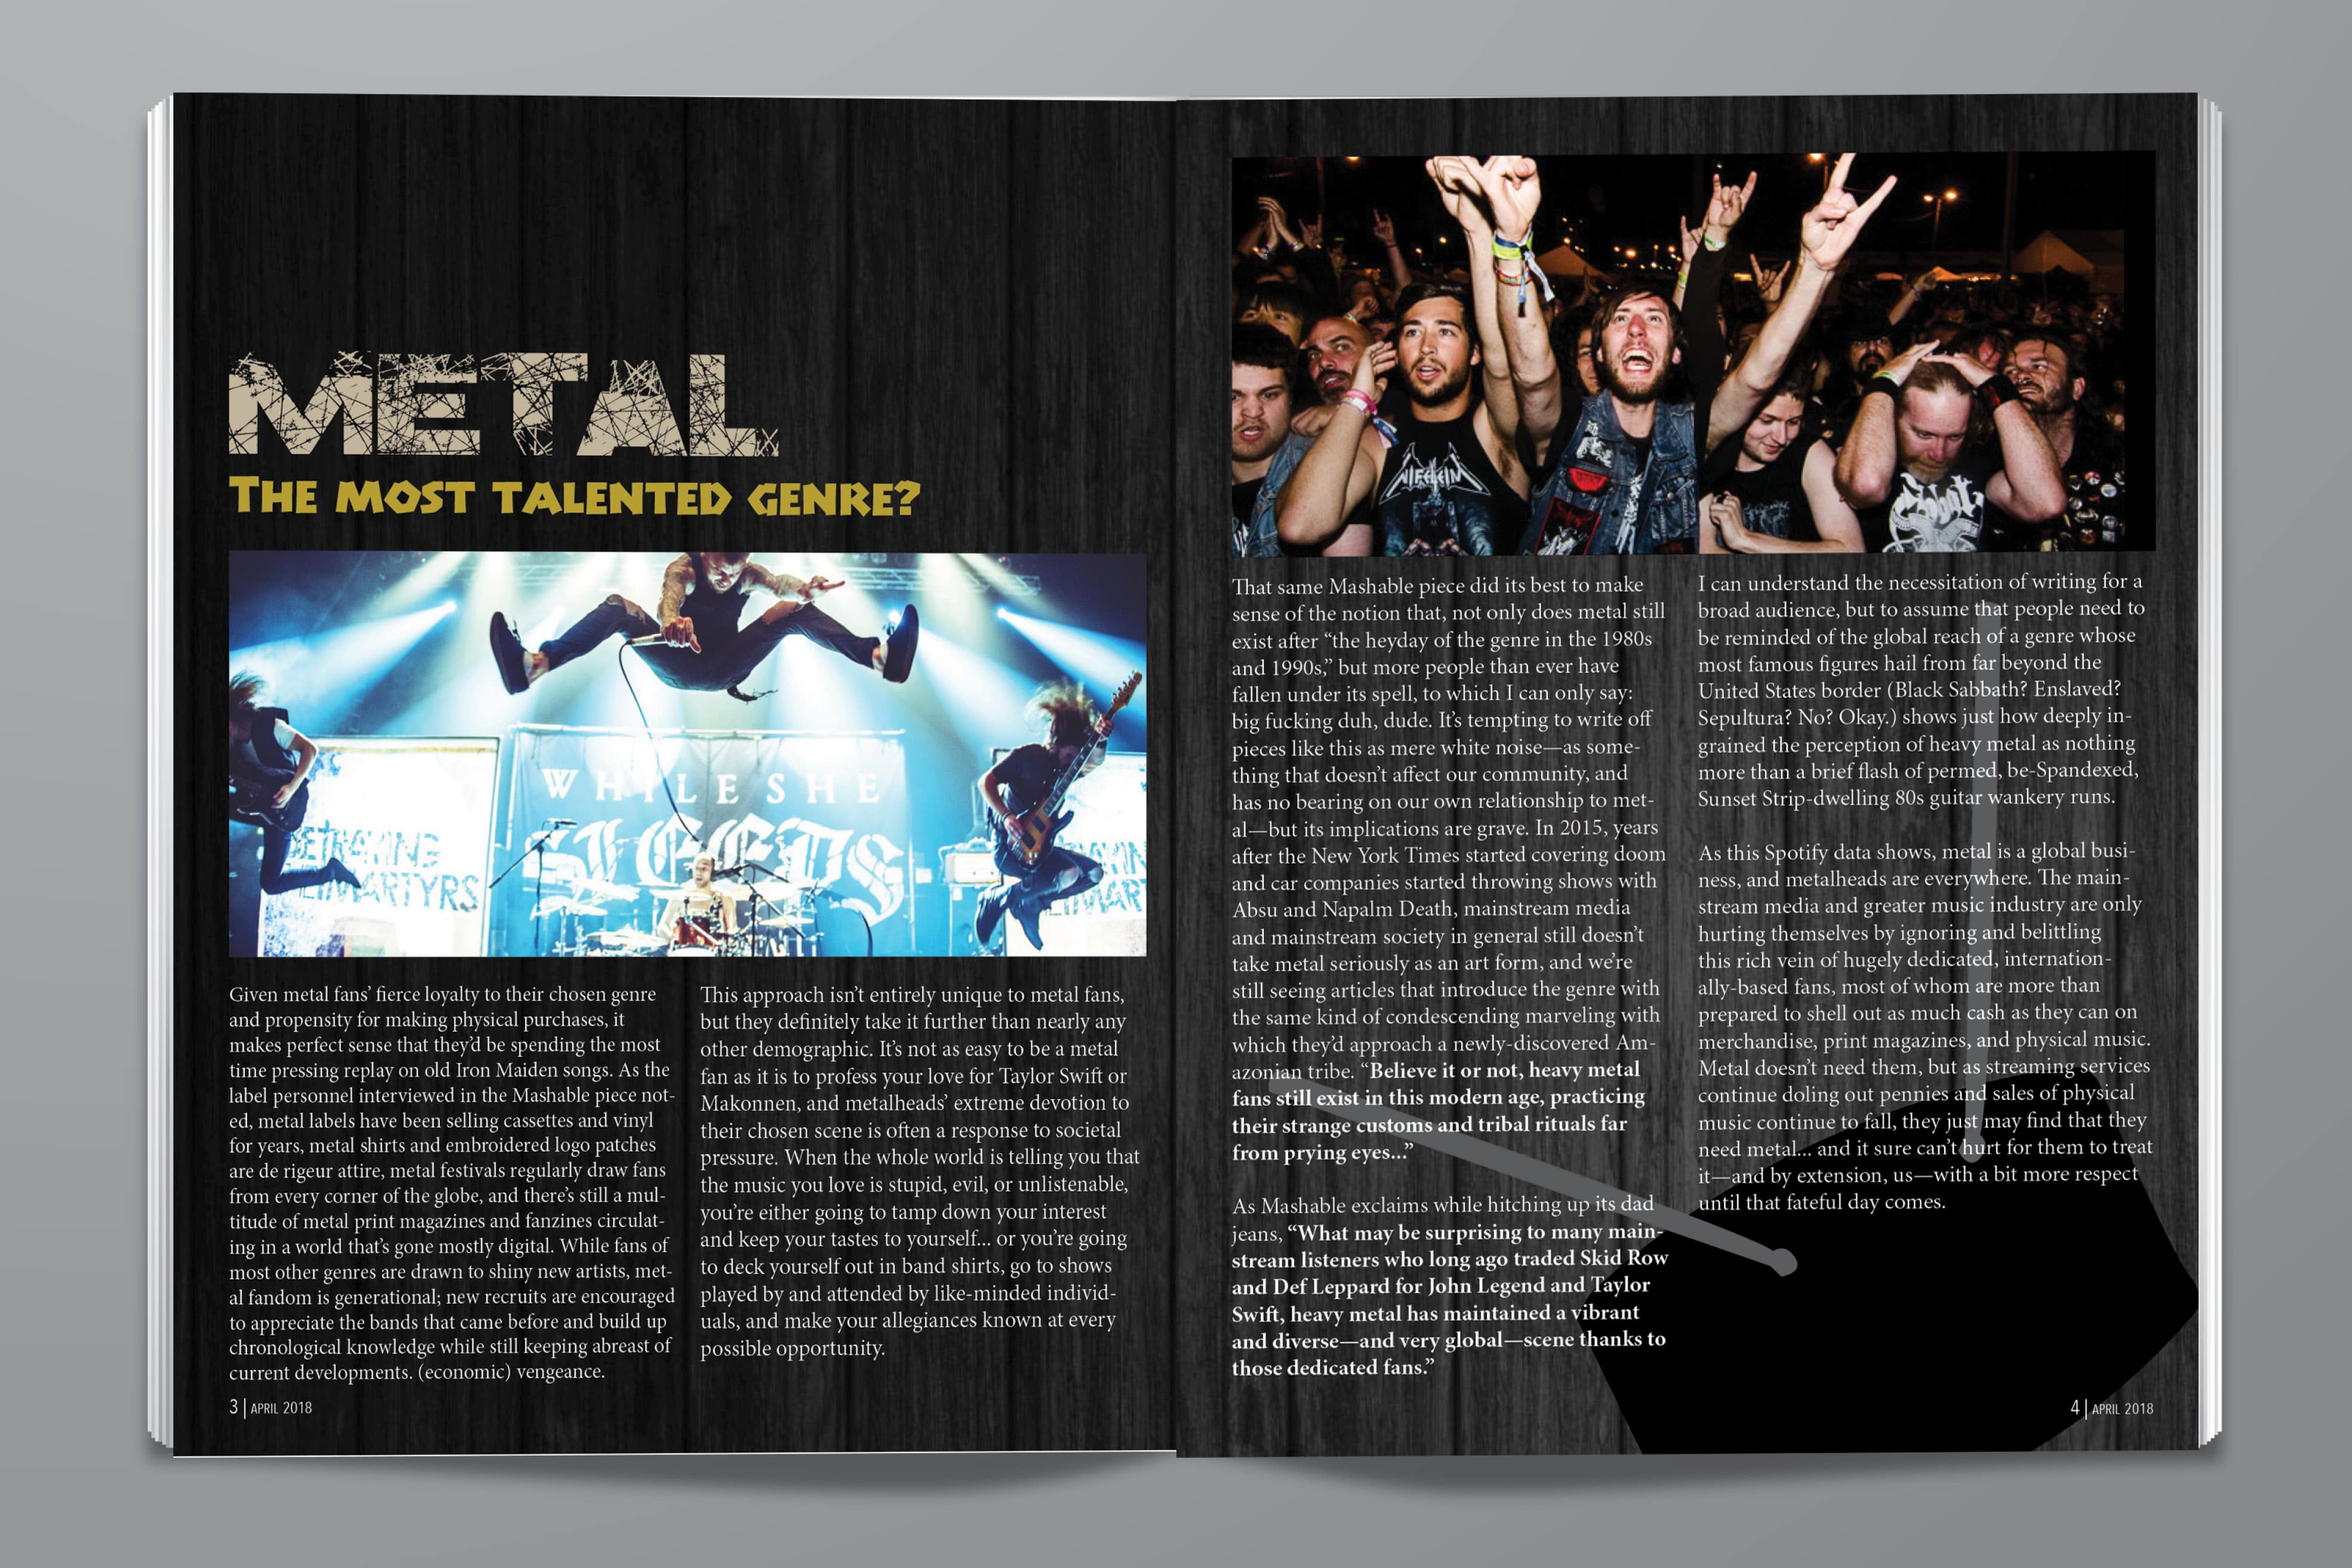 METAL
THE MOST TALENTED GENRE?
WHILE SHE
SLEEPS
BETRAYING
MARTYRS
Given metal fans’ fierce loyalty to their chosen genre
and propensity for making physical purchases, it
makes perfect sense that they’d be spending the most
time pressing replay on old Iron Maiden songs. As the
label personnel interviewed in the Mashable piece not-
ed, metal labels have been selling cassettes and vinyl
for years, metal shirts and embroidered logo patches
are de rigeur attire, metal festivals regularly draw fans
from every corner of the globe, and there’s still a mul-
titude of metal print magazines and fanzines circulat-
ing in a world that’s gone mostly digital. While fans of
most other genres are drawn to shiny new artists, met-
al fandom is generational; new recruits are encouraged
to appreciate the bands that came before and build up
chronological knowledge while still keeping abreast of
current developments. (economic) vengeance.
This approach isn’t entirely unique to metal fans,
but they definitely take it further than nearly any
other demographic. It’s not as easy to be a metal
fan as it is to profess your love for Taylor Swift or
Makonnen, and metalheads’ extreme devotion to
their chosen scene is often a response to societal
pressure. When the whole world is telling you that
the music you love is stupid, evil, or unlistenable,
you’re either going to tamp down your interest
and keep your tastes to yourself... or you’re going
to deck yourself out in band shirts, go to shows
played by and attended by like-minded individ-
uals, and make your allegiances known at every
possible opportunity.
3 | APRIL 2018
NIFELHEIM
That same Mashable piece did its best to make
sense of the notion that, not only does metal still
exist after “the heyday of the genre in the 1980s
and 1990s,” but more people than ever have
fallen under its spell, to which I can only say:
big fucking duh, dude. It’s tempting to write off
pieces like this as mere white noise—as some-
thing that doesn’t affect our community, and
has no bearing on our own relationship to met-
al—but its implications are grave. In 2015, years
after the New York Times started covering doom
and car companies started throwing shows with
Absu and Napalm Death, mainstream media
and mainstream society in general still doesn’t
take metal seriously as an art form, and we’re
still seeing articles that introduce the genre with
the same kind of condescending marveling with
which they’d approach a newly-discovered Am-
azonian tribe. “Believe it or not, heavy metal
fans still exist in this modern age, practicing
their strange customs and tribal rituals far
from prying eyes...”
As Mashable exclaims while hitching up its dad
jeans, “What may be surprising to many main-
stream listeners who long ago traded Skid Row
and Def Leppard for John Legend and Taylor
Swift, heavy metal has maintained a vibrant
and diverse—and very global—scene thanks to
those dedicated fans.”
I can understand the necessitation of writing for a
broad audience, but to assume that people need to
be reminded of the global reach of a genre whose
most famous figures hail from far beyond the
United States border (Black Sabbath? Enslaved?
Sepultura? No? Okay.) shows just how deeply in-
grained the perception of heavy metal as nothing
more than a brief flash of permed, be-Spandexed,
Sunset Strip-dwelling 80s guitar wankery runs.
As this Spotify data shows, metal is a global busi-
ness, and metalheads are everywhere. The main-
stream media and greater music industry are only
hurting themselves by ignoring and belittling
this rich vein of hugely dedicated, internation-
ally-based fans, most of whom are more than
prepared to shell out as much cash as they can on
merchandise, print magazines, and physical music.
Metal doesn’t need them, but as streaming services
continue doling out pennies and sales of physical
music continue to fall, they just may find that they
need metal... and it sure can’t hurt for them to treat
it—and by extension, us—with a bit more respect
until that fateful day comes.
4 | APRIL 2018